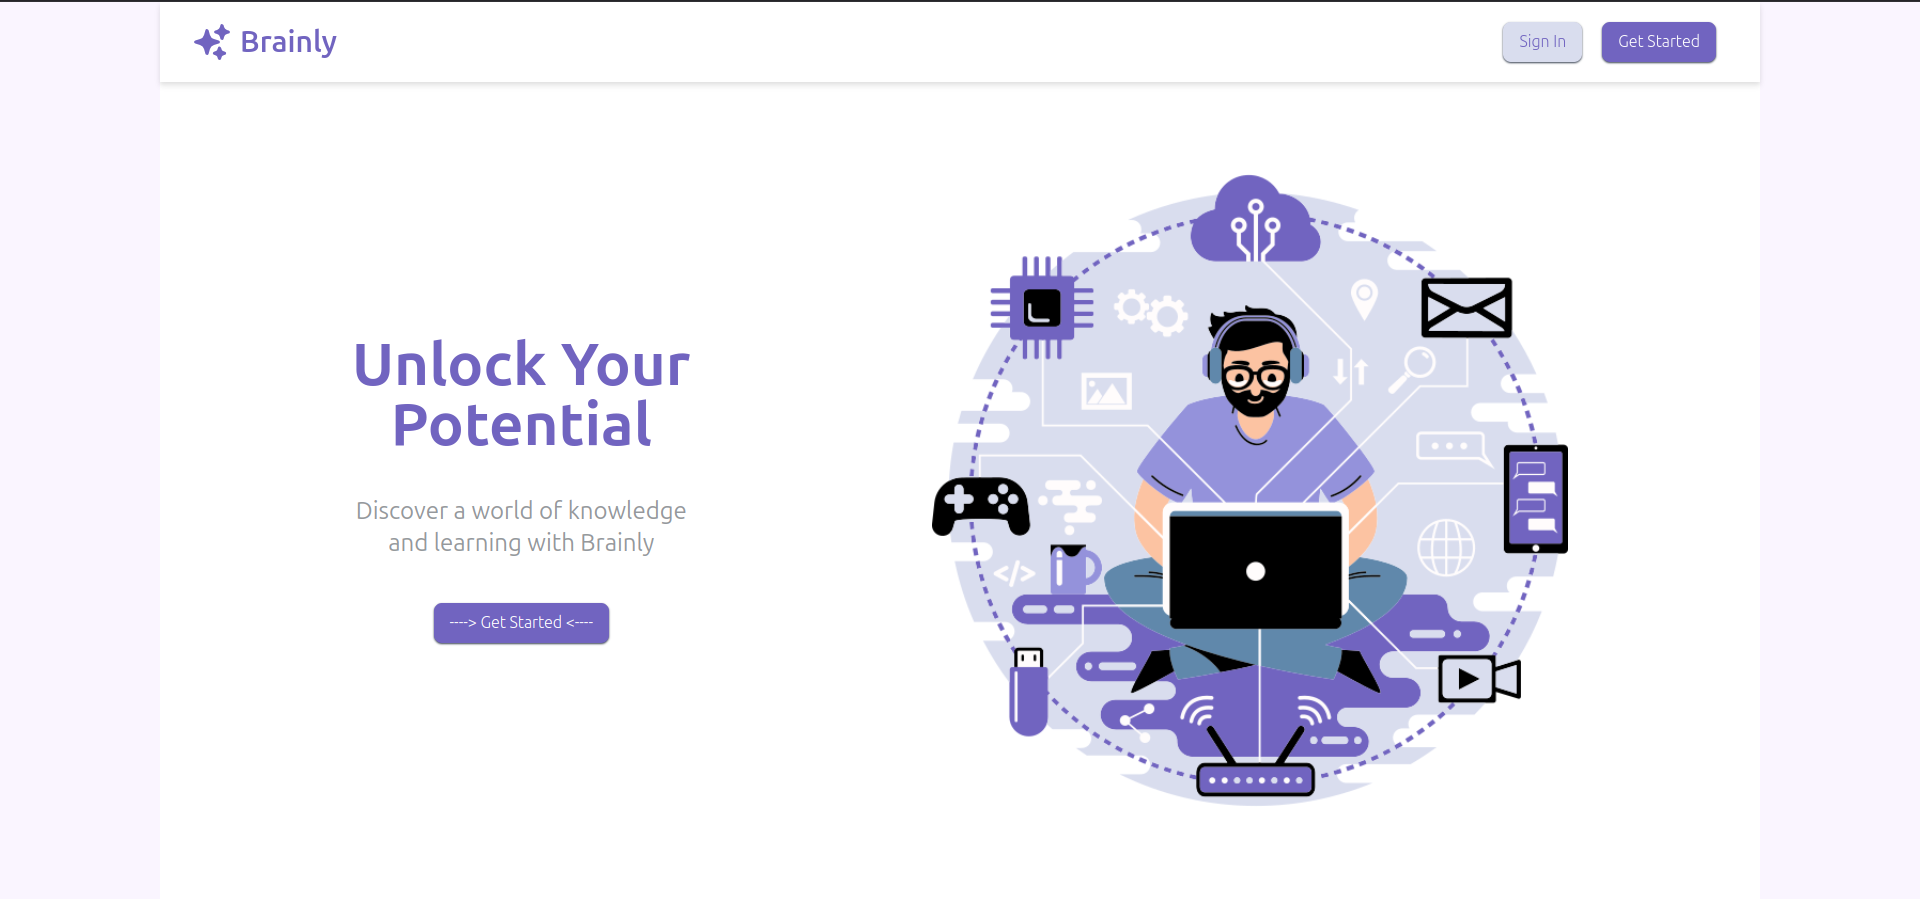 Brainly
Sign In
Get Started
Unlock Your
Potential
Discover a world of knowledge
and learning with Brainly
----> Get Started <----